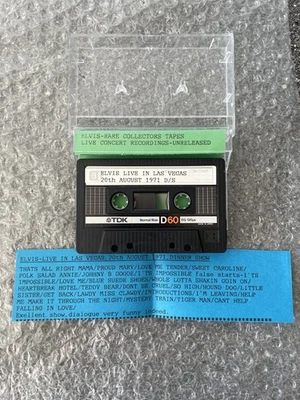 ELVIS-RARE COLLECTORS TAPES
LIVE CONCERT RECORDINGS-UNRELEASED
ELVIS LIVE IN LAS VEGAS
20th AUGUST 1971 D/S
TDK
Normal Bias D60
ELVIS-LIVE IN LAS VEGAS 20th AUGUST 1971/DINNER SHOW
THATS ALL RIGHT MAMA/PROUD MARY/LOVE ME TENDER/SWEET CAROLINE/
POLK SALAD ANNIE/JOHNNY B GOODE/ITS IMPOSSIBLE false starts-ITS
IMPOSSIBLE/LOVE ME/BLUE SUEDE SHOES/WHOLE LOTTA SHAKIN GOIN ON/
HEARTBREAK HOTEL/TEDDY BEAR/DONT BE CRUEL/SO HIGH/HOUND DOG/LITTLE
SISTER/GET BACK/LAWDY MISS CLAWDY/INTRODUCTIONS/I'M LEAVING/HELP
ME MAKE IT THROUGH THE NIGHT/MYSTERY TRAIN/TIGER MAN/CANT HELP
FALLING IN LOVE/
Exellent show dialogue very funny indeed.